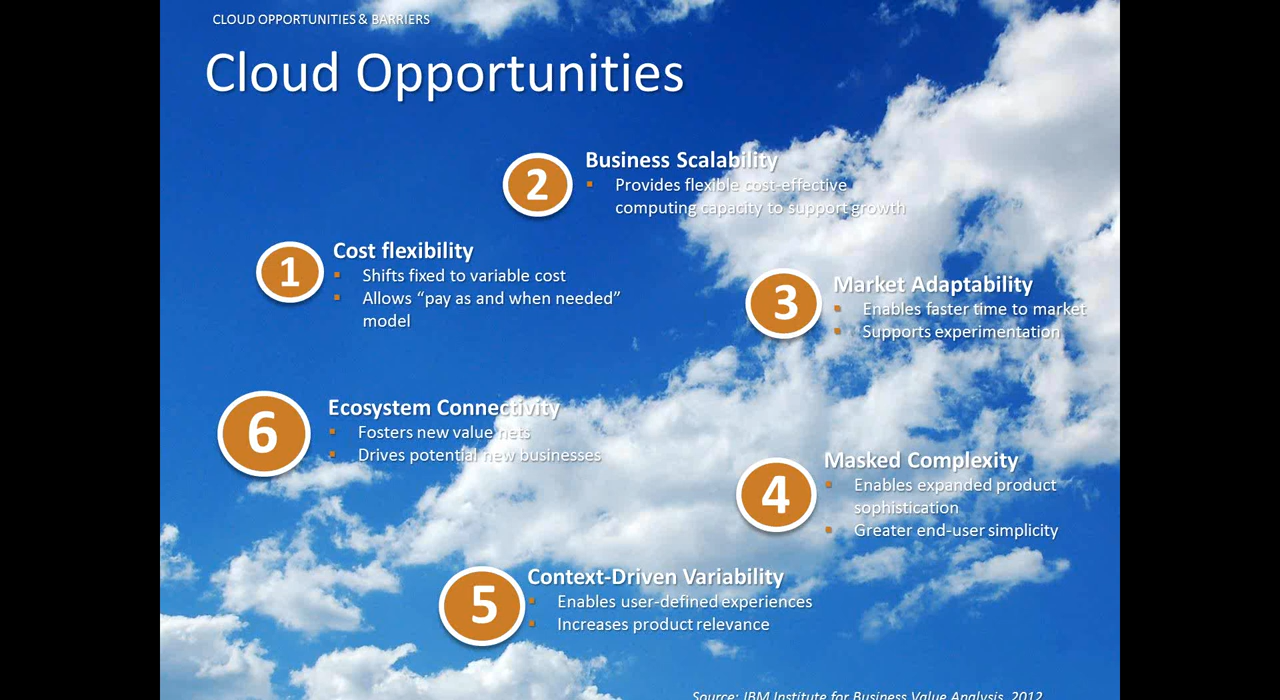 CLOUD OPPORTUNITIES & BARRIERS
Cloud Opportunities
1
Cost flexibility
▪ Shifts fixed to variable cost
▪ Allows “pay as and when needed”
model
2
Business Scalability
▪ Provides flexible cost-effective
computing capacity to support growth
3
Market Adaptability
▪ Enables faster time to market
▪ Supports experimentation
4
Masked Complexity
▪ Enables expanded product
sophistication
▪ Greater end-user simplicity
5
Context-Driven Variability
▪ Enables user-defined experiences
▪ Increases product relevance
6
Ecosystem Connectivity
▪ Fosters new value nets
▪ Drives potential new businesses
Source: IBM Institute for Business Value Analysis, 2012